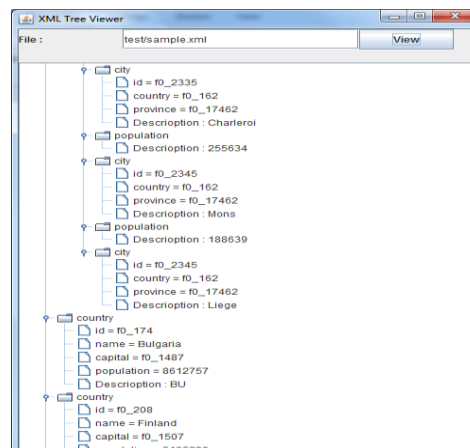 XML Tree Viewer
File : test/sample.xml View
city
id = f0_2335
country = f0_162
province = f0_17462
Descrioption : Charleroi
population
Descrioption : 255634
city
id = f0_2345
country = f0_162
province = f0_17462
Descrioption : Mons
population
Descrioption : 188639
city
id = f0_2345
country = f0_162
province = f0_17462
Descrioption : Liege
country
id = f0_174
name = Bulgaria
capital = f0_1487
population = 8612757
Descrioption : BU
country
id = f0_208
name = Finland
capital = f0_1507